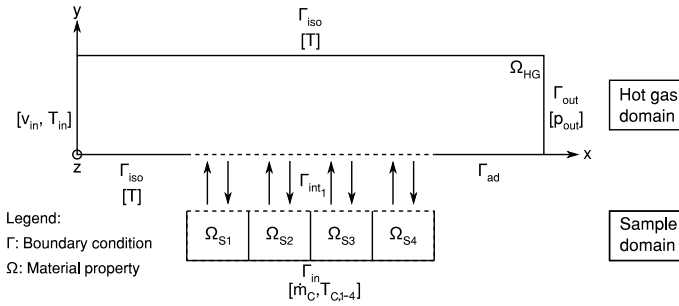 y
Γiso
[T]
ΩHG
Γout
[pout]
Hot gas
domain
[vin, Tin]
z
x
Γiso
[T]
Γint1
Γad
Legend:
Γ: Boundary condition
Ω: Material property
ΩS1
ΩS2
ΩS3
ΩS4
Sample
domain
Γin
[ṁC,TC,1-4]